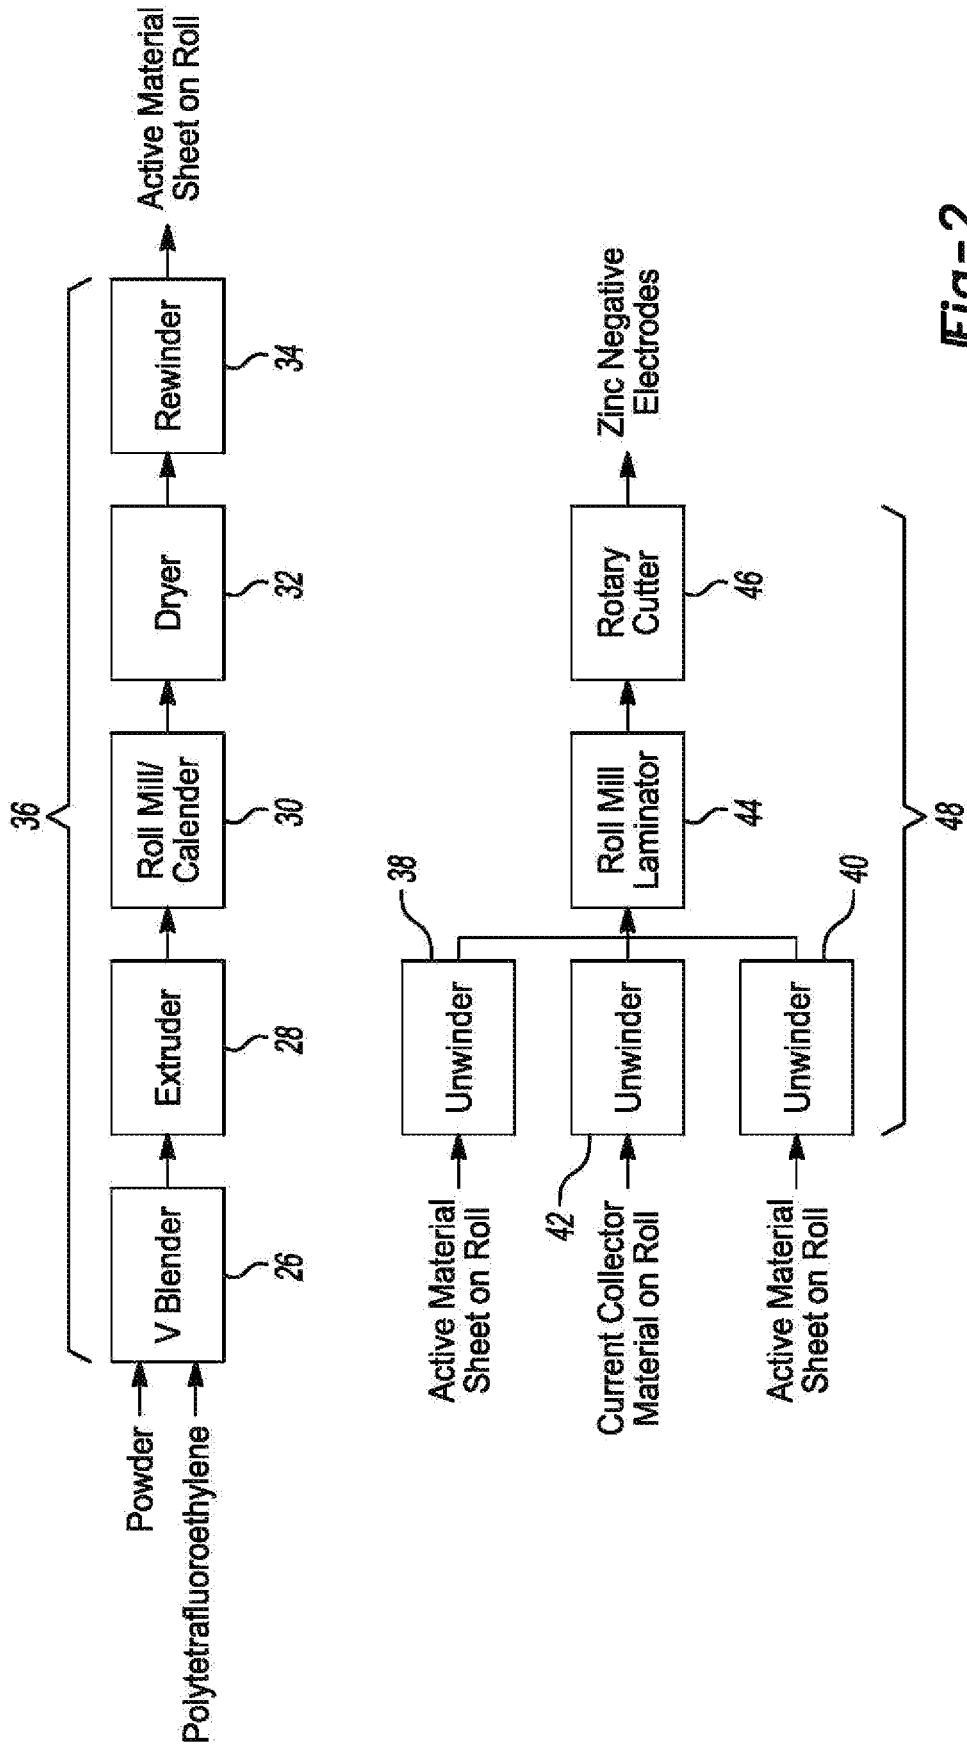 36
Powder
Polytetrafluoroethylene
V Blender
26
Extruder
28
Roll Mill/
Calender
30
Dryer
32
Rewinder
34
Active Material
Sheet on Roll
Active Material
Sheet on Roll
Unwinder
38
Current Collector
Material on Roll
42
Unwinder
Active Material
Sheet on Roll
Unwinder
40
Roll Mill
Laminator
44
Rotary
Cutter
46
Zinc Negative
Electrodes
48
Fig-2